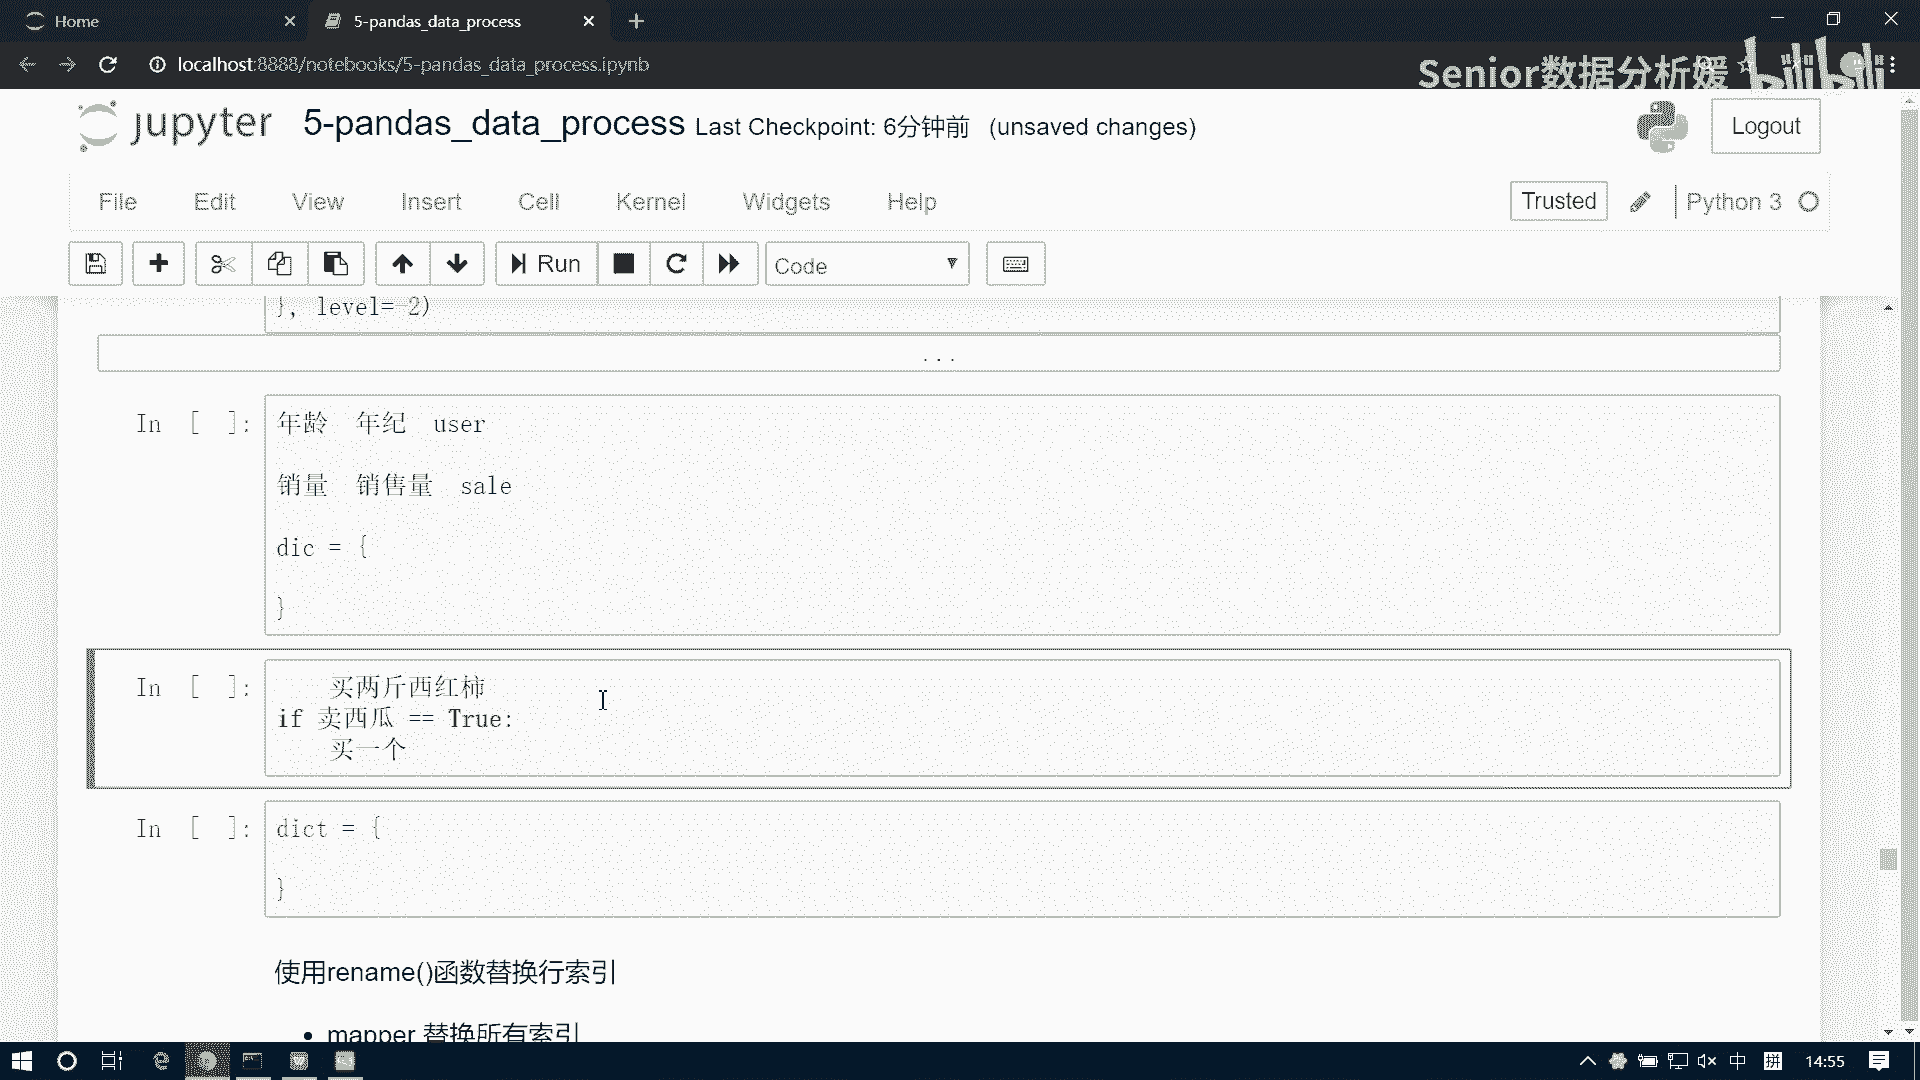 Home
5-pandas_data_process
localhost:8888/notebooks/5-pandas_data_process.ipynb
Senior数据分析媛
bilibili
jupyter 5-pandas_data_process Last Checkpoint: 6分钟前 (unsaved changes)
Logout
File Edit View Insert Cell Kernel Widgets Help
Trusted
Python 3
Run
Code
}, level=-2)
...
In [ ]:
年龄 年纪 user
销量 销售量 sale
dic = {
}
In [ ]:
买两斤西红柿
if 卖西瓜 == True:
买一个
In [ ]:
dict = {
}
使用rename()函数替换行索引
• mapper 替换所有索引
中 拼 14:55